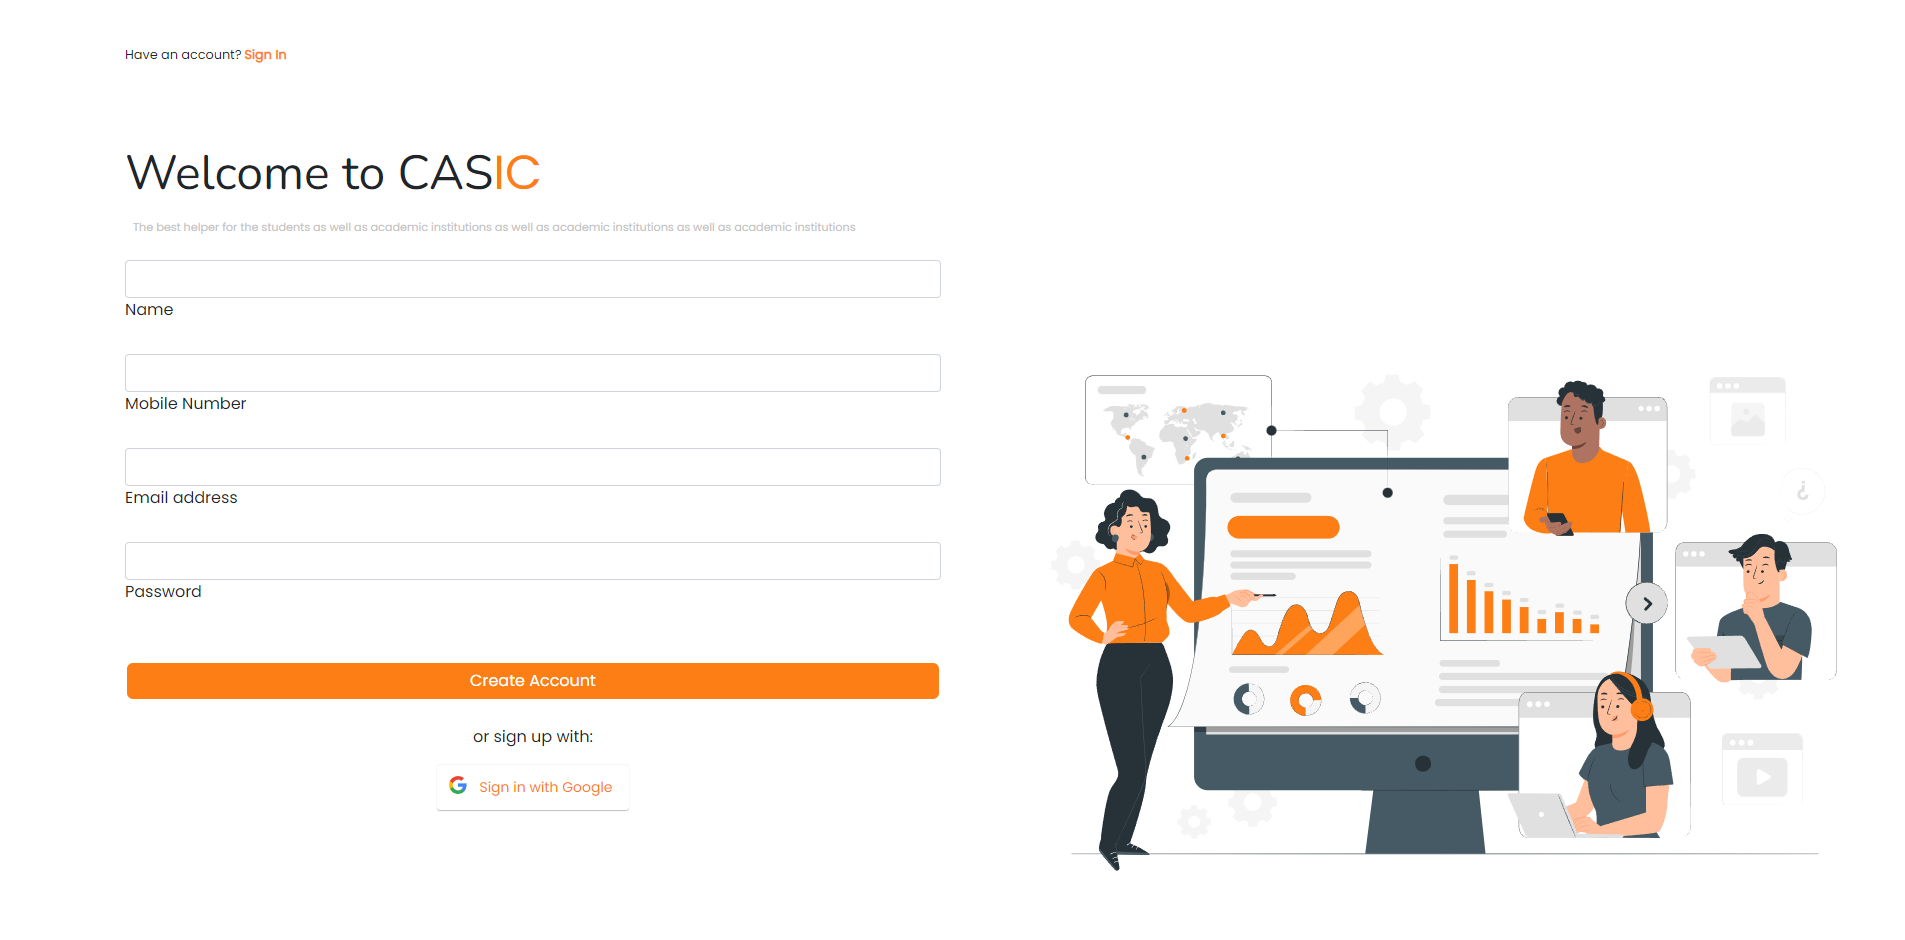 Have an account? Sign In
Welcome to CASIC
The best helper for the students as well as academic institutions as well as academic institutions as well as academic institutions
Name
Mobile Number
Email address
Password
Create Account
or sign up with:
Sign in with Google